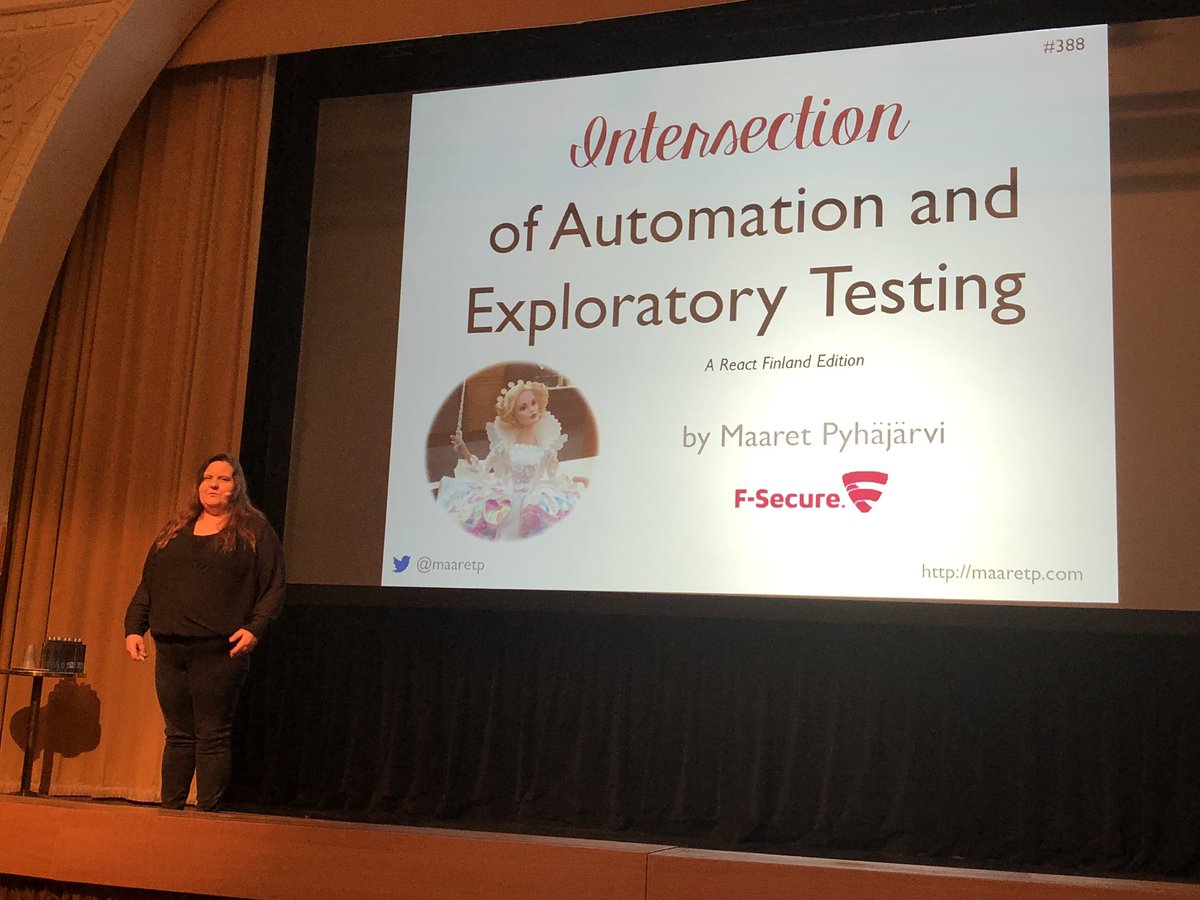 #388
Intersection
of Automation and
Exploratory Testing
A React Finland Edition
by Maaret Pyhäjärvi
F-Secure.
@maaretp
http://maaretp.com